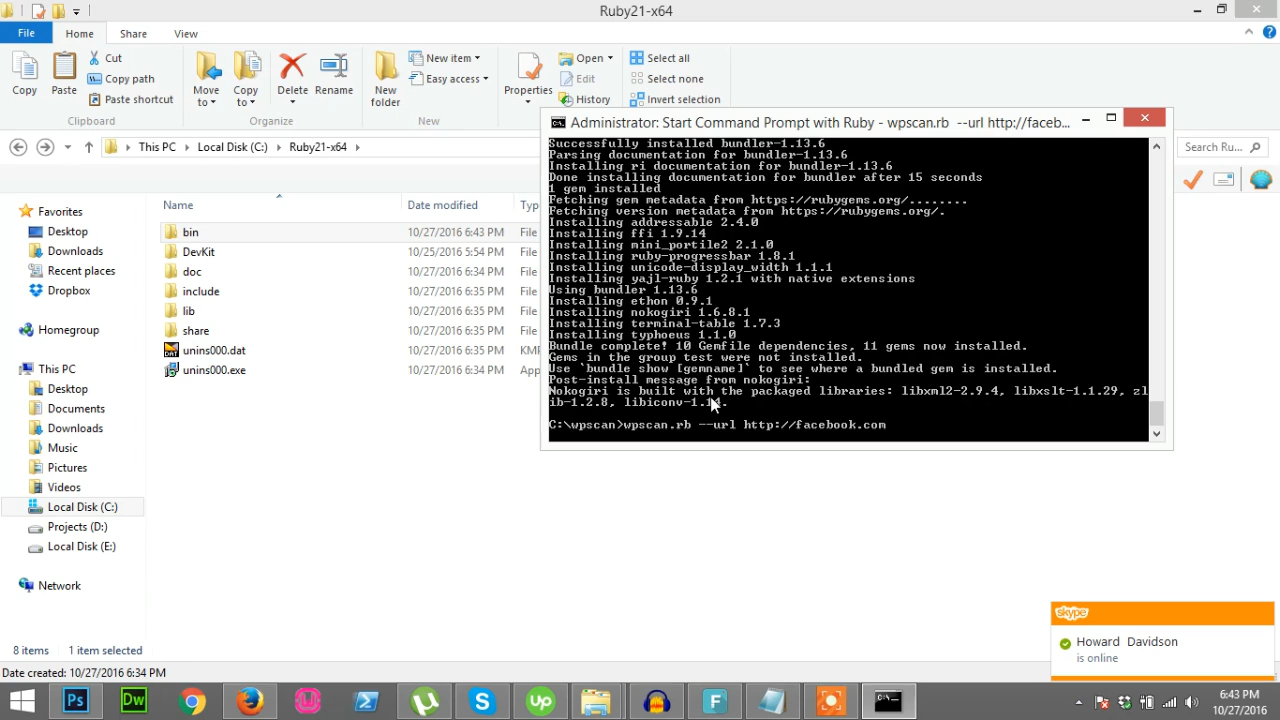 Ruby21-x64
File
Home
Share
View
Copy
Paste
Cut
Copy path
Paste shortcut
Move to
Copy to
Delete
Rename
New folder
New item
Easy access
Properties
Open
Edit
History
Select all
Select none
Invert selection
Clipboard
Organize
New
This PC
Local Disk (C:)
Ruby21-x64
Search Ru...
Favorites
Desktop
Downloads
Recent places
Dropbox
Homegroup
This PC
Desktop
Documents
Downloads
Music
Pictures
Videos
Local Disk (C:)
Projects (D:)
Local Disk (E:)
Network
Name Date modified Typ
bin 10/27/2016 6:43 PM File
DevKit 10/25/2016 5:54 PM File
doc 10/27/2016 6:34 PM File
include 10/27/2016 6:35 PM File
lib 10/27/2016 6:35 PM File
share 10/27/2016 6:35 PM File
unins000.dat 10/27/2016 6:35 PM KMP
unins000.exe 10/27/2016 6:34 PM App
Administrator: Start Command Prompt with Ruby - wpscan.rb --url http://faceb...
Successfully installed bundler-1.13.6
Parsing documentation for bundler-1.13.6
Installing ri documentation for bundler-1.13.6
Done installing documentation for bundler after 15 seconds
1 gem installed
Fetching gem metadata from https://rubygems.org/........
Fetching version metadata from https://rubygems.org/.
Installing addressable 2.4.0
Installing ffi 1.9.14
Installing mini_portile2 2.1.0
Installing ruby-progressbar 1.8.1
Installing unicode-display_width 1.1.1
Installing yajl-ruby 1.2.1 with native extensions
Using bundler 1.13.6
Installing ethon 0.9.1
Installing nokogiri 1.6.8.1
Installing terminal-table 1.7.3
Installing typhoeus 1.1.0
Bundle complete! 10 Gemfile dependencies, 11 gems now installed.
Gems in the group test were not installed.
Use `bundle show [gemname]` to see where a bundled gem is installed.
Post-install message from nokogiri:
Nokogiri is built with the packaged libraries: libxml2-2.9.4, libxslt-1.1.29, zl
ib-1.2.8, libiconv-1.14.
C:\wpscan>wpscan.rb --url http://facebook.com
8 items
1 item selected
Date created: 10/27/2016 6:34 PM
skype
Howard Davidson
is online
Ps
Dw
S
Up
F
6:43 PM
10/27/2016